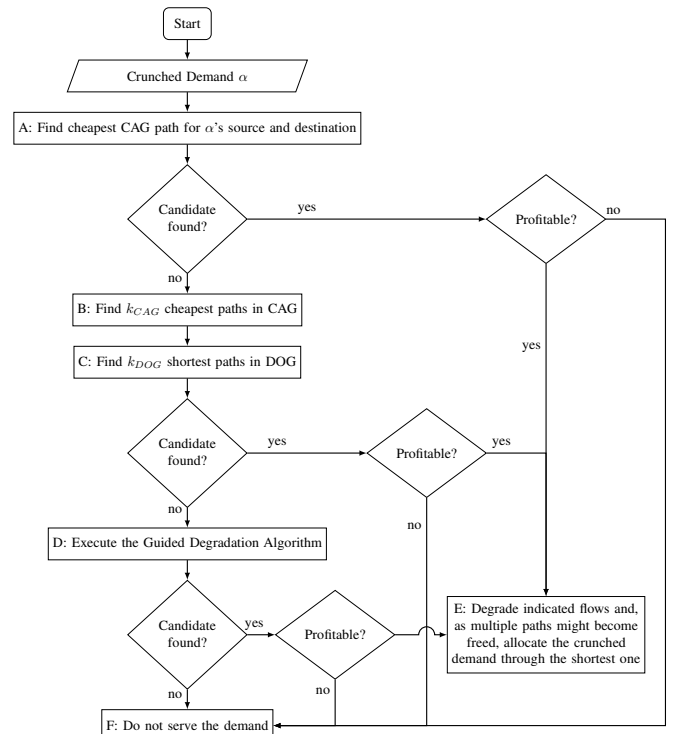 Start
Crunched Demand α
A: Find cheapest CAG path for α's source and destination
Candidate
found?
yes
Profitable?
no
no
B: Find k_CAG cheapest paths in CAG
yes
C: Find k_DOG shortest paths in DOG
Candidate
found?
yes
Profitable?
yes
no
no
D: Execute the Guided Degradation Algorithm
Candidate
found?
yes
Profitable?
E: Degrade indicated flows and,
as multiple paths might become
freed, allocate the crunched
demand through the shortest one
no
no
F: Do not serve the demand